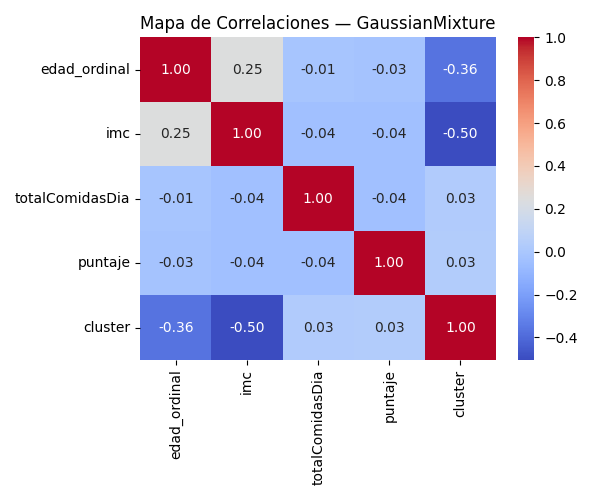 Mapa de Correlaciones — GaussianMixture
edad_ordinal 1.00 0.25 -0.01 -0.03 -0.36
imc 0.25 1.00 -0.04 -0.04 -0.50
totalComidasDia -0.01 -0.04 1.00 -0.04 0.03
puntaje -0.03 -0.04 -0.04 1.00 0.03
cluster -0.36 -0.50 0.03 0.03 1.00
edad_ordinal
imc
totalComidasDia
puntaje
cluster
1.0
0.8
0.6
0.4
0.2
0.0
−0.2
−0.4